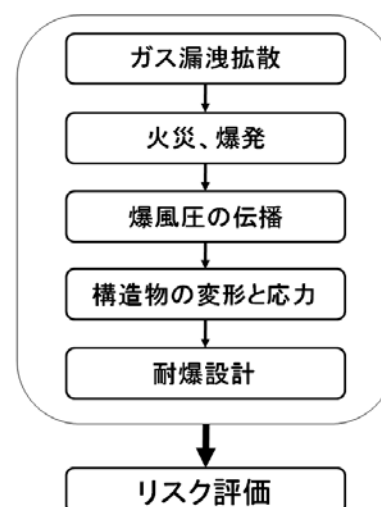 ガス漏洩拡散
火災、爆発
爆風圧の伝播
構造物の変形と応力
耐爆設計
リスク評価